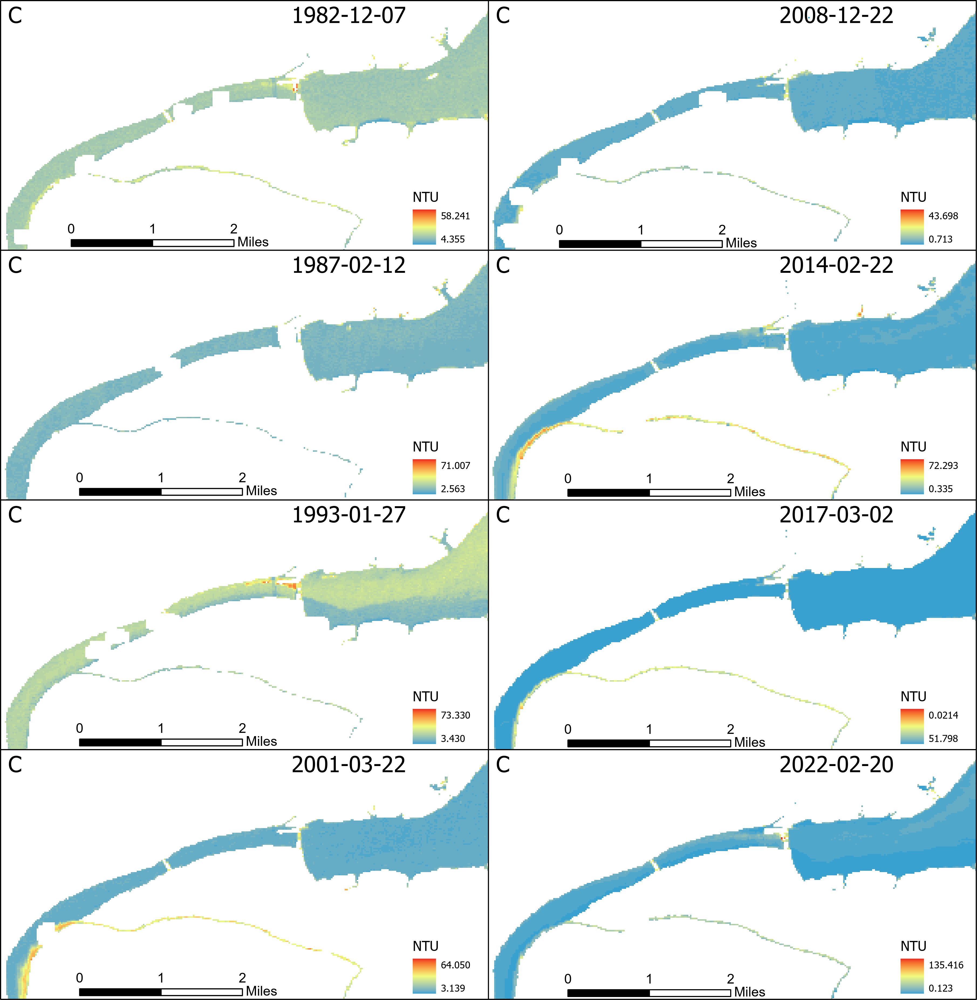 C 1982-12-07
NTU
58.241
4.355
0 1 2
Miles
C 2008-12-22
NTU
43.698
0.713
0 1 2
Miles
C 1987-02-12
NTU
71.007
2.563
0 1 2
Miles
C 2014-02-22
NTU
72.293
0.335
0 1 2
Miles
C 1993-01-27
NTU
73.330
3.430
0 1 2
Miles
C 2017-03-02
NTU
0.0214
51.798
0 1 2
Miles
C 2001-03-22
NTU
64.050
3.139
0 1 2
Miles
C 2022-02-20
NTU
135.416
0.123
0 1 2
Miles